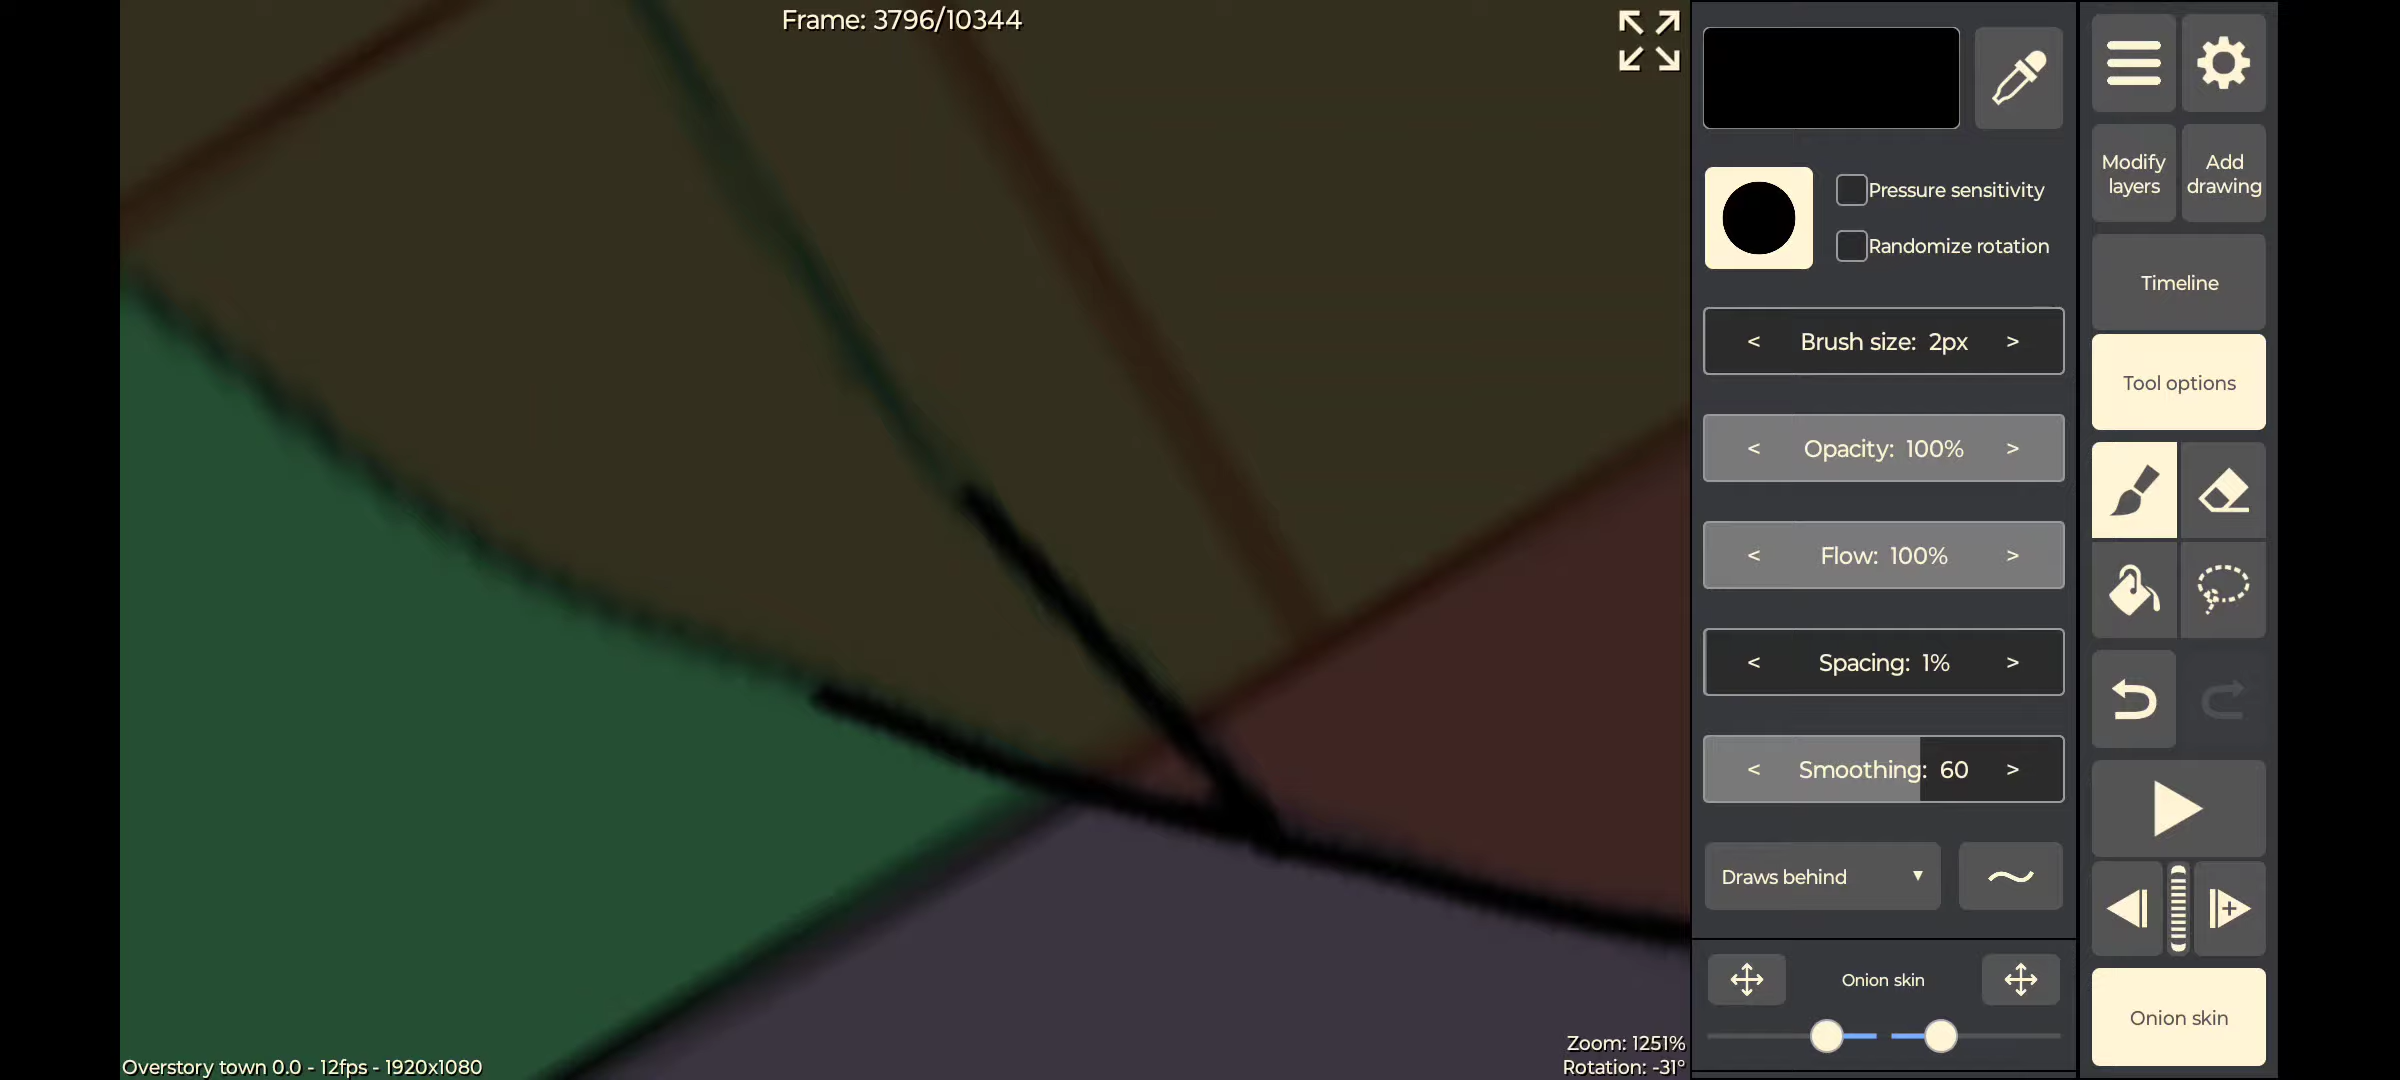 Frame: 3796/10344
Modify
layers
Add
drawing
Pressure sensitivity
Randomize rotation
Timeline
< Brush size: 2px >
Tool options
< Opacity: 100% >
< Flow: 100% >
< Spacing: 1% >
< Smoothing: 60 >
Draws behind
Onion skin
Onion skin
Zoom: 1251%
Rotation: -31°
Overstory town 0.0 - 12fps - 1920x1080